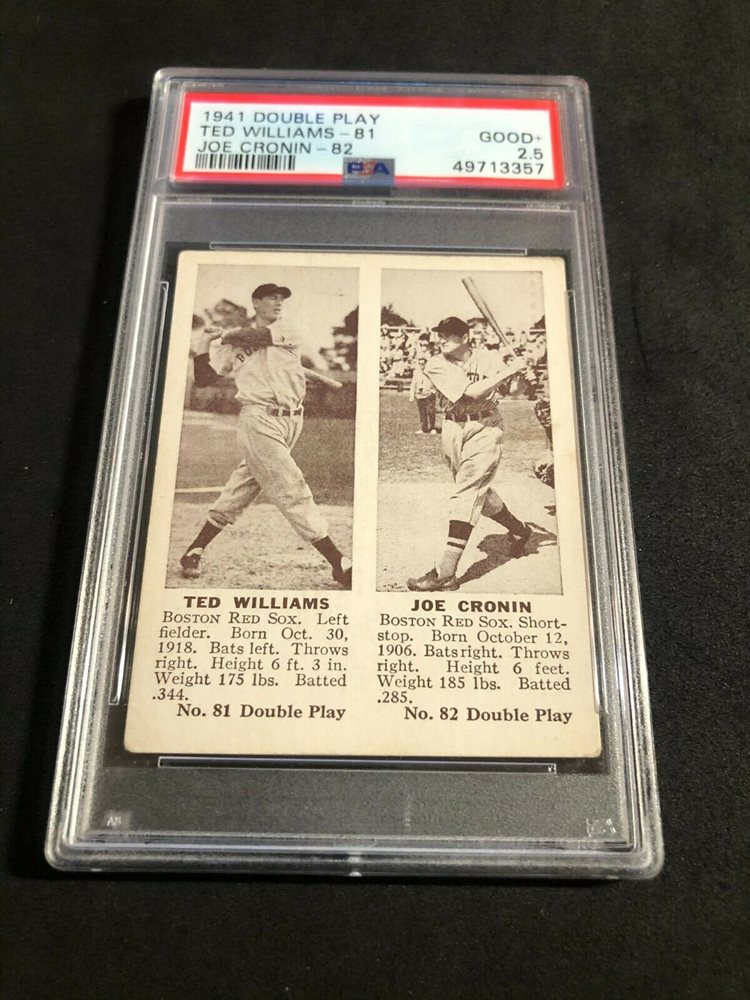 1941 DOUBLE PLAY
TED WILLIAMS-81
JOE CRONIN-82
GOOD+
2.5
49713357
PSA
BOS
TED WILLIAMS
BOSTON RED SOX. Left
fielder. Born Oct. 30,
1918. Bats left. Throws
right. Height 6 ft. 3 in.
Weight 175 lbs. Batted
.344.
No. 81 Double Play
JOE CRONIN
BOSTON RED SOX. Short-
stop. Born October 12,
1906. Bats right. Throws
right. Height 6 feet.
Weight 185 lbs. Batted
.285.
No. 82 Double Play